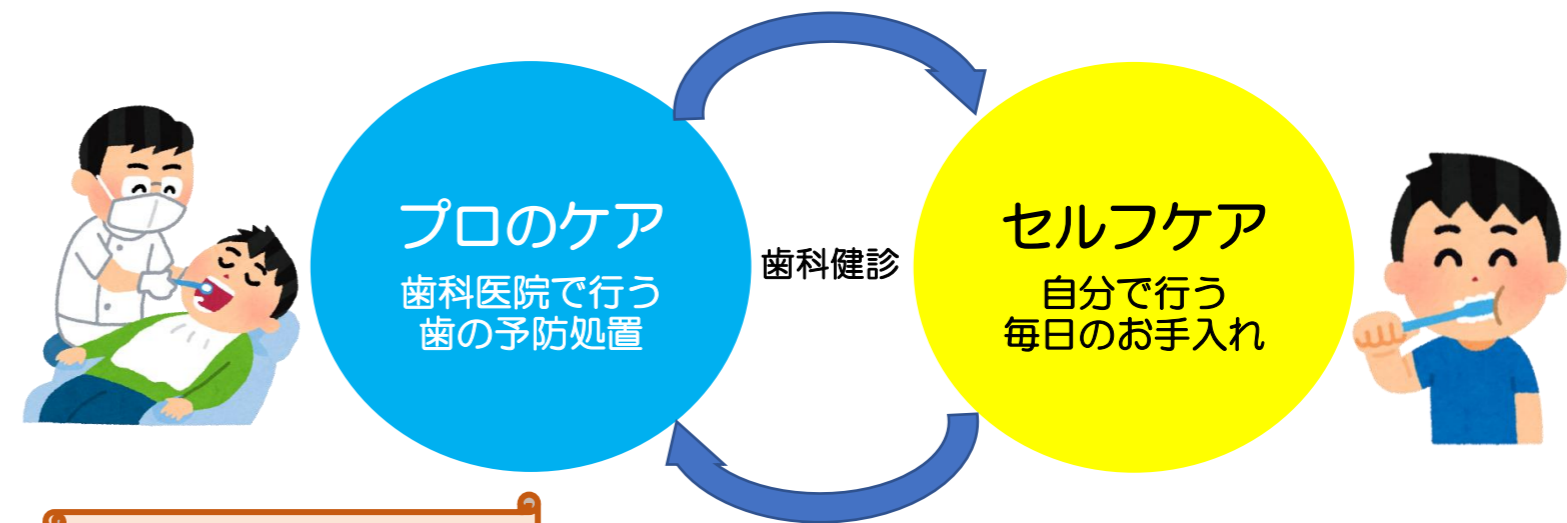 プロのケア
歯科医院で行う
歯の予防処置
歯科健診
セルフケア
自分で行う
毎日のお手入れ